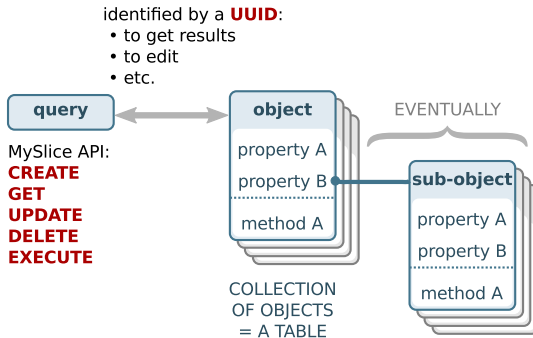 identified by a UUID:
• to get results
• to edit
• etc.
query
MySlice API:
CREATE
GET
UPDATE
DELETE
EXECUTE
object
property A
property B
method A
COLLECTION
OF OBJECTS
= A TABLE
EVENTUALLY
sub-object
property A
property B
method A